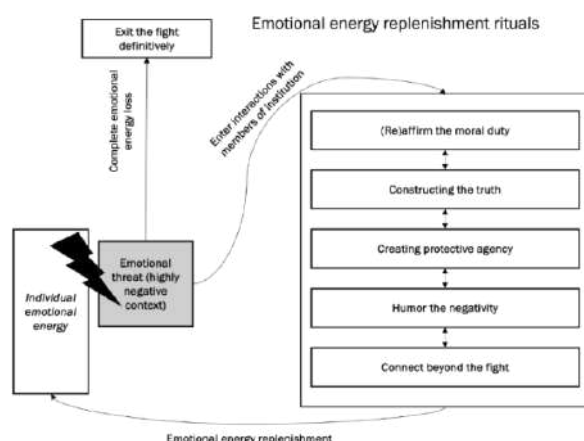 Emotional energy replenishment rituals
Exit the fight
definitively
Complete emotional
energy loss
Enter interactions with
members of institution
(Re)affirm the moral duty
Constructing the truth
Creating protective agency
Humor the negativity
Connect beyond the fight
Individual
emotional
energy
Emotional
threat (highly
negative
context)
Emotional energy replenishment